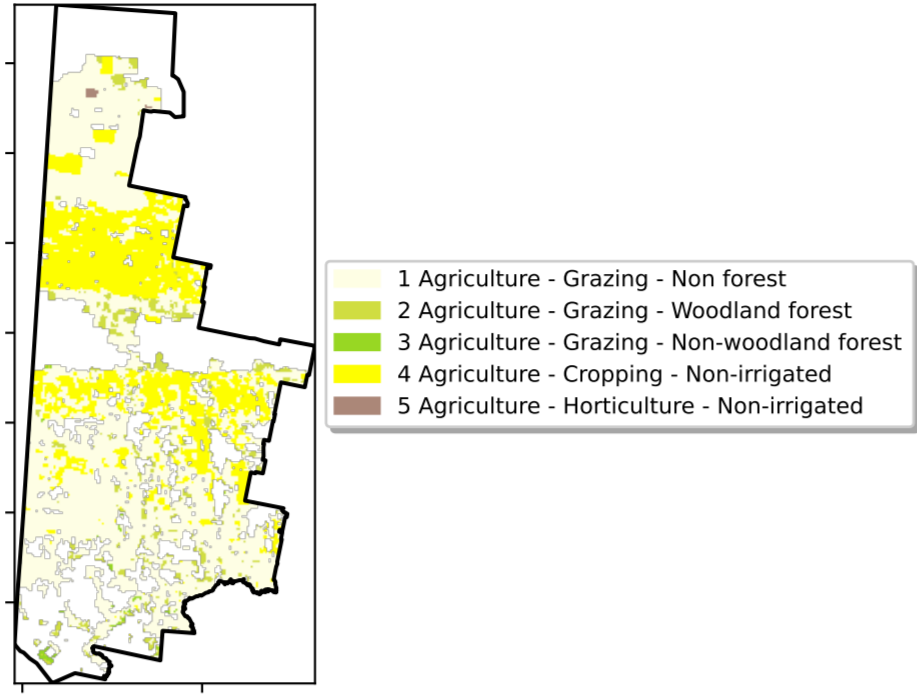 1 Agriculture - Grazing - Non forest
2 Agriculture - Grazing - Woodland forest
3 Agriculture - Grazing - Non-woodland forest
4 Agriculture - Cropping - Non-irrigated
5 Agriculture - Horticulture - Non-irrigated